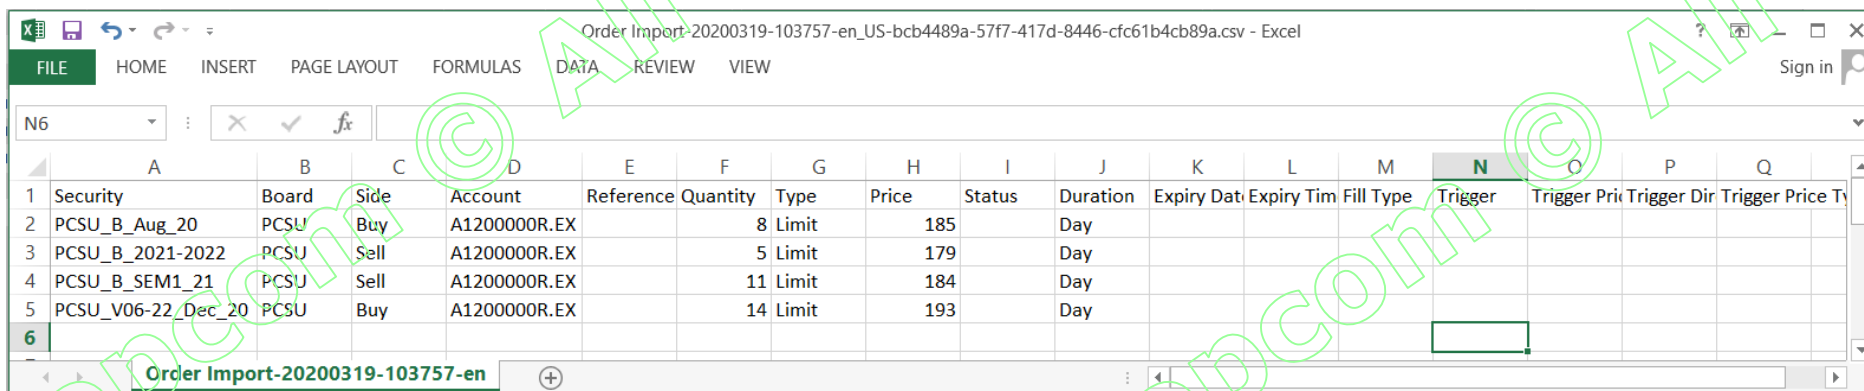 Order Import-20200319-103757-en_US-bcb4489a-57f7-417d-8446-cfc61b4cb89a.csv - Excel ?
FILE HOME INSERT PAGE LAYOUT FORMULAS DATA REVIEW VIEW Sign in
N6 fx
A B C D E F G H I J K L M N O P Q
1 Security Board Side Account Reference Quantity Type Price Status Duration Expiry Dat Expiry Tim Fill Type Trigger Trigger Pric Trigger Dir Trigger Price Ty
2 PCSU_B_Aug_20 PCSU Buy A1200000R.EX 8 Limit 185 Day
3 PCSU_B_2021-2022 PCSU Sell A1200000R.EX 5 Limit 179 Day
4 PCSU_B_SEM1_21 PCSU Sell A1200000R.EX 11 Limit 184 Day
5 PCSU_V06-22_Dec_20 PCSU Buy A1200000R.EX 14 Limit 193 Day
6
Order Import-20200319-103757-en